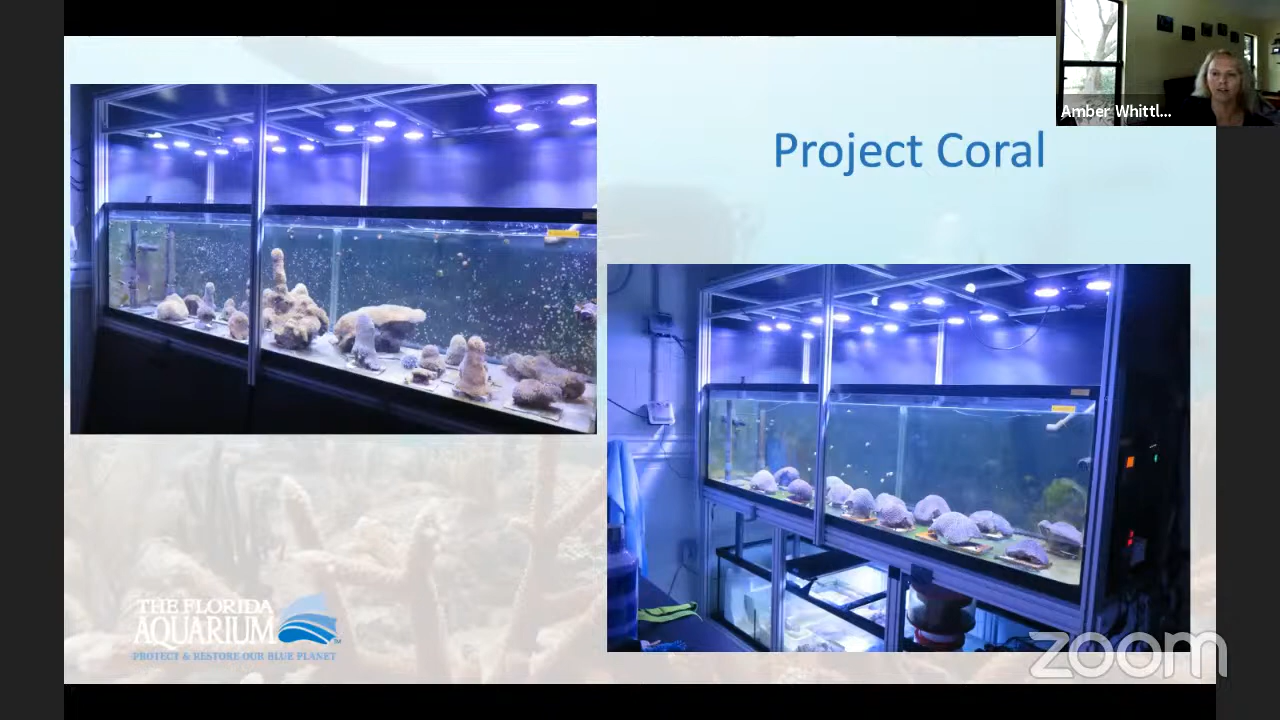 Amber Whittl...
Project Coral
THE FLORIDA
AQUARIUM
PROTECT & RESTORE OUR BLUE PLANET
zoom